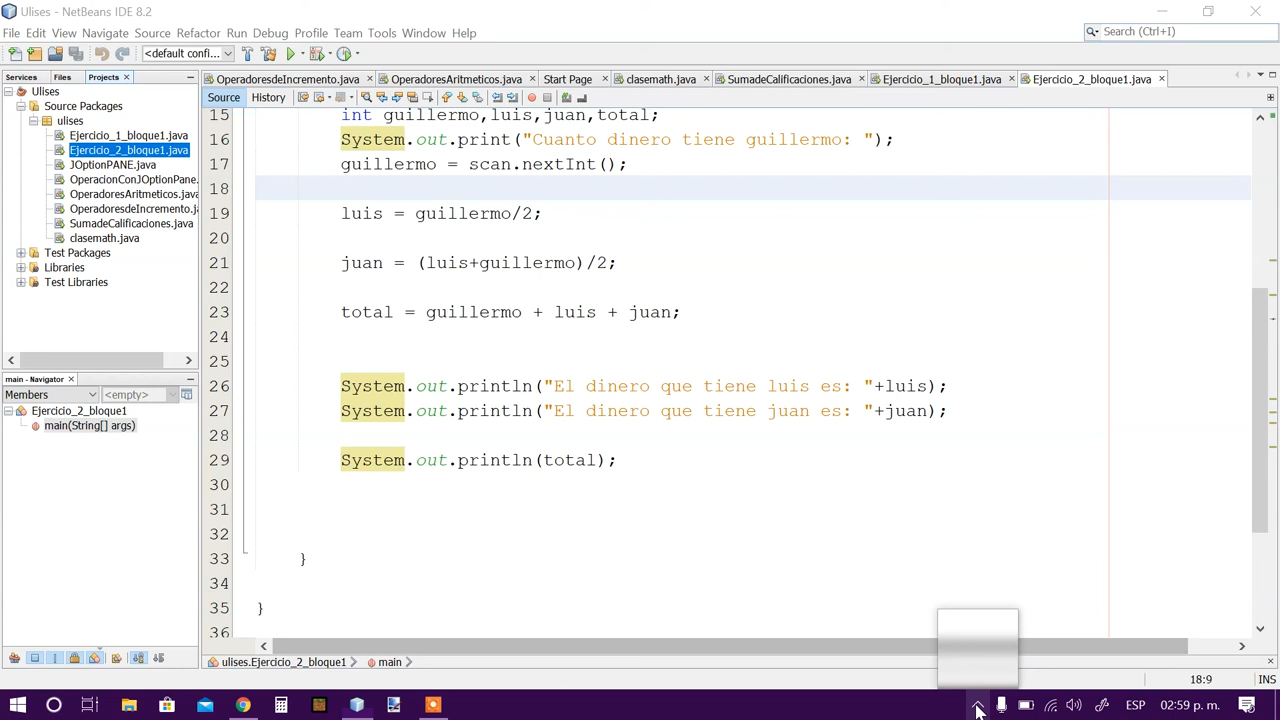 Ulises - NetBeans IDE 8.2
File Edit View Navigate Source Refactor Run Debug Profile Team Tools Window Help
Search (Ctrl+I)
<default confi...
Services Files Projects
OperadoresdeIncremento.java OperadoresAritmeticos.java Start Page clasemath.java SumadeCalificaciones.java Ejercicio_1_bloque1.java Ejercicio_2_bloque1.java
Source History
Ulises
Source Packages
ulises
Ejercicio_1_bloque1.java
Ejercicio_2_bloque1.java
JOptionPANE.java
OperacionConJOptionPane.
OperadoresAritmeticos.java
OperadoresdeIncremento.j
SumadeCalificaciones.java
clasemath.java
Test Packages
Libraries
Test Libraries
main - Navigator
Members <empty>
Ejercicio_2_bloque1
main(String[] args)
15 int guillermo,luis,juan,total;
16 System.out.print("Cuanto dinero tiene guillermo: ");
17 guillermo = scan.nextInt();
18
19 luis = guillermo/2;
20
21 juan = (luis+guillermo)/2;
22
23 total = guillermo + luis + juan;
24
25
26 System.out.println("El dinero que tiene luis es: "+luis);
27 System.out.println("El dinero que tiene juan es: "+juan);
28
29 System.out.println(total);
30
31
32
33 }
34
35 }
36
ulises.Ejercicio_2_bloque1 main
18:9 INS
ESP 02:59 p. m.